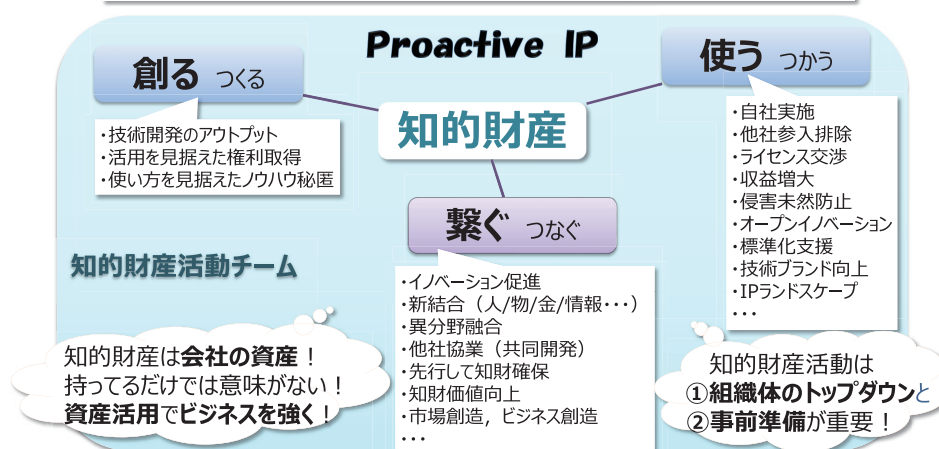 Proactive IP
創る つくる
・技術開発のアウトプット
・活用を見据えた権利取得
・使い方を見据えたノウハウ秘匿
知的財産
使う つかう
・自社実施
・他社参入排除
・ライセンス交渉
・収益増大
・侵害未然防止
・オープンイノベーション
・標準化支援
・技術ブランド向上
・IPランドスケープ
・・・
繋ぐ つなぐ
・イノベーション促進
・新結合（人/物/金/情報・・・）
・異分野融合
・他社協業（共同開発）
・先行して知財確保
・知財価値向上
・市場創造，ビジネス創造
・・・
知的財産活動チーム
知的財産は会社の資産！
持ってるだけでは意味がない！
資産活用でビジネスを強く！
知的財産活動は
①組織体のトップダウンと
②事前準備が重要！